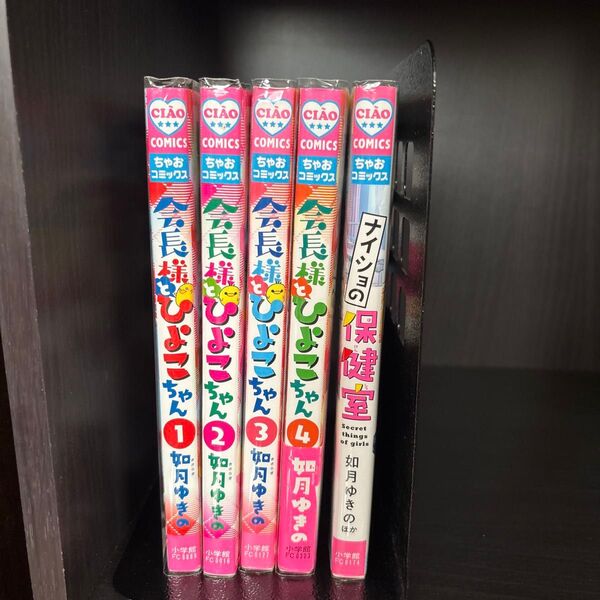 CIAO
COMICS
ちゃお
コミックス
会長様とひよこちゃん
1
如月ゆきの
小学館
CIAO
COMICS
ちゃお
コミックス
会長様とひよこちゃん
2
如月ゆきの
小学館
CIAO
COMICS
ちゃお
コミックス
会長様とひよこちゃん
3
如月ゆきの
小学館
CIAO
COMICS
ちゃお
コミックス
会長様とひよこちゃん
4
如月ゆきの
小学館
CIAO
COMICS
ちゃお
コミックス
ナイショの
保健室
Secret
things
of girls
如月ゆきの
ほか
小学館
FC 0174